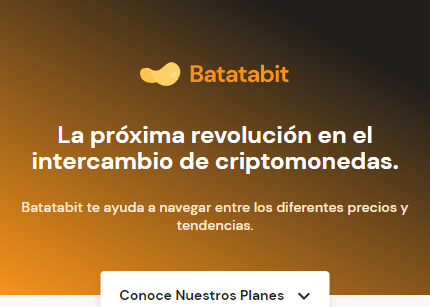 Batatabit
La próxima revolución en el
intercambio de criptomonedas.
Batatabit te ayuda a navegar entre los diferentes precios y
tendencias.
Conoce Nuestros Planes